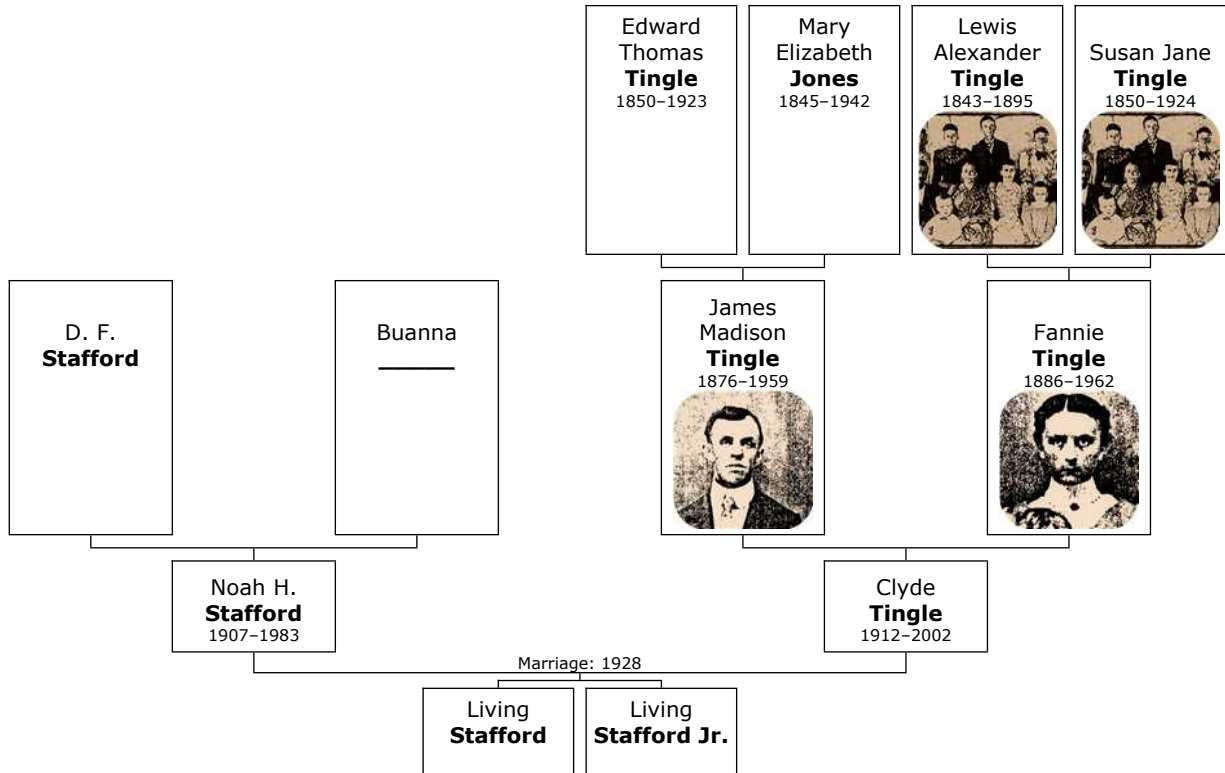 Edward
Thomas
Tingle
1850–1923
Mary
Elizabeth
Jones
1845–1942
Lewis
Alexander
Tingle
1843–1895
Susan Jane
Tingle
1850–1924
D. F.
Stafford
Buanna
_____
James
Madison
Tingle
1876–1959
Fannie
Tingle
1886–1962
Noah H.
Stafford
1907–1983
Clyde
Tingle
1912–2002
Marriage: 1928
Living
Stafford
Living
Stafford Jr.